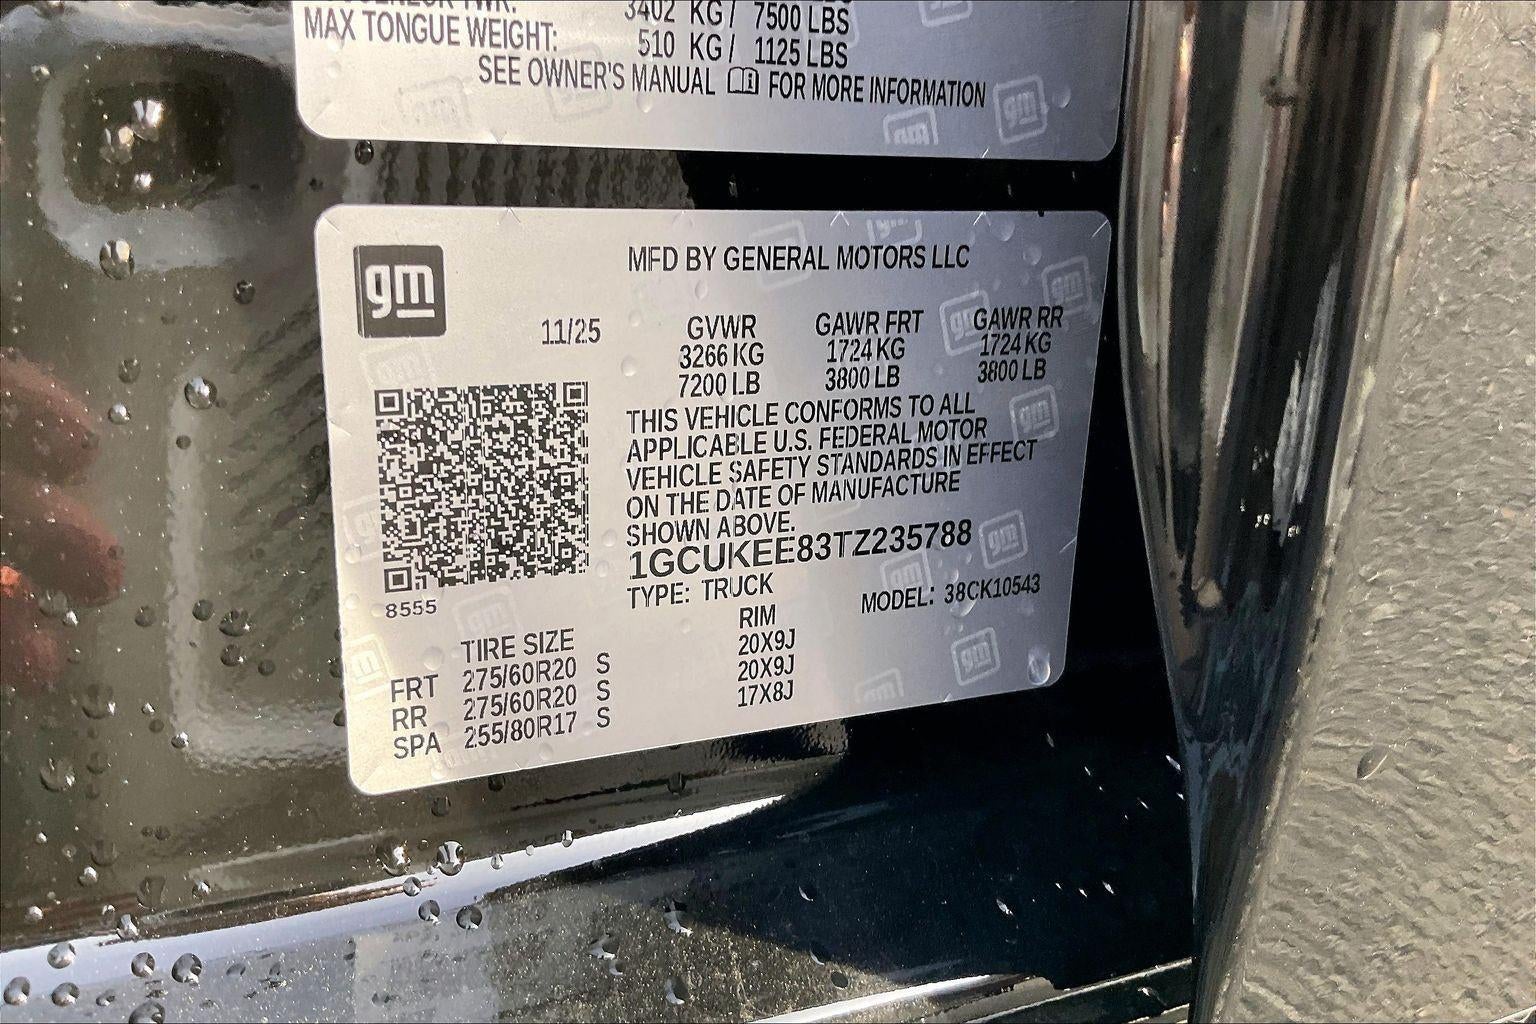 3402 KG / 7500 LBS
MAX TONGUE WEIGHT: 510 KG / 1125 LBS
SEE OWNER'S MANUAL FOR MORE INFORMATION
gm
MFD BY GENERAL MOTORS LLC
11/25
GVWR GAWR FRT GAWR RR
3266 KG 1724 KG 1724 KG
7200 LB 3800 LB 3800 LB
THIS VEHICLE CONFORMS TO ALL
APPLICABLE U.S. FEDERAL MOTOR
VEHICLE SAFETY STANDARDS IN EFFECT
ON THE DATE OF MANUFACTURE
SHOWN ABOVE.
1GCUKEE83TZ235788
8555
TYPE: TRUCK MODEL: 38CK10543
TIRE SIZE RIM
FRT 275/60R20 S 20X9J
RR 275/60R20 S 20X9J
SPA 255/80R17 S 17X8J